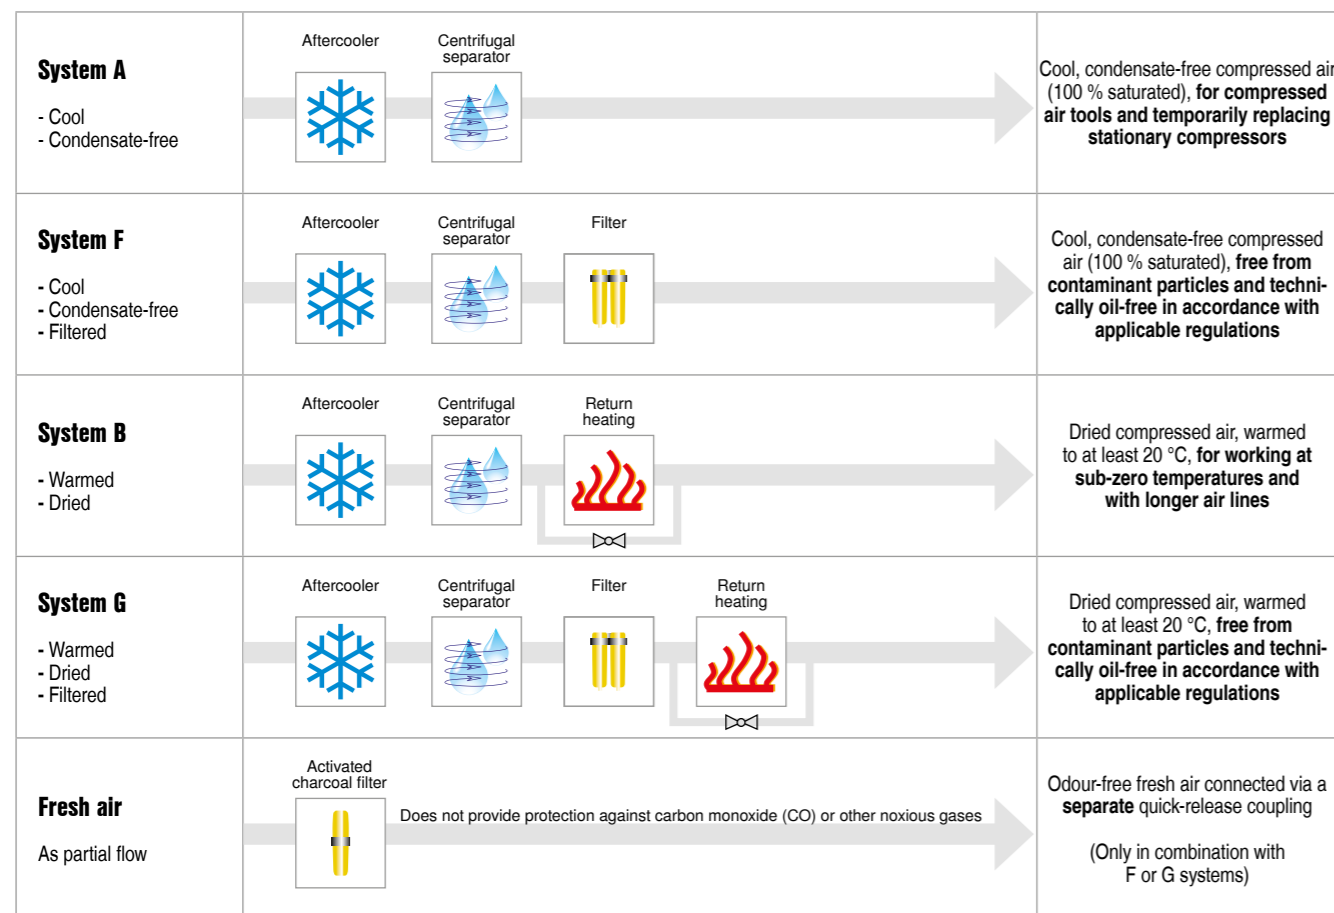 System A
- Cool
- Condensate-free
Aftercooler
Centrifugal
separator
Cool, condensate-free compressed air
(100 % saturated), for compressed
air tools and temporarily replacing
stationary compressors
System F
- Cool
- Condensate-free
- Filtered
Aftercooler
Centrifugal
separator
Filter
Cool, condensate-free compressed
air (100 % saturated), free from
contaminant particles and techni-
cally oil-free in accordance with
applicable regulations
System B
- Warmed
- Dried
Aftercooler
Centrifugal
separator
Return
heating
Dried compressed air, warmed
to at least 20 °C, for working at
sub-zero temperatures and
with longer air lines
System G
- Warmed
- Dried
- Filtered
Aftercooler
Centrifugal
separator
Filter
Return
heating
Dried compressed air, warmed
to at least 20 °C, free from
contaminant particles and techni-
cally oil-free in accordance with
applicable regulations
Fresh air
As partial flow
Activated
charcoal filter
Does not provide protection against carbon monoxide (CO) or other noxious gases
Odour-free fresh air connected via a
separate quick-release coupling
(Only in combination with
F or G systems)